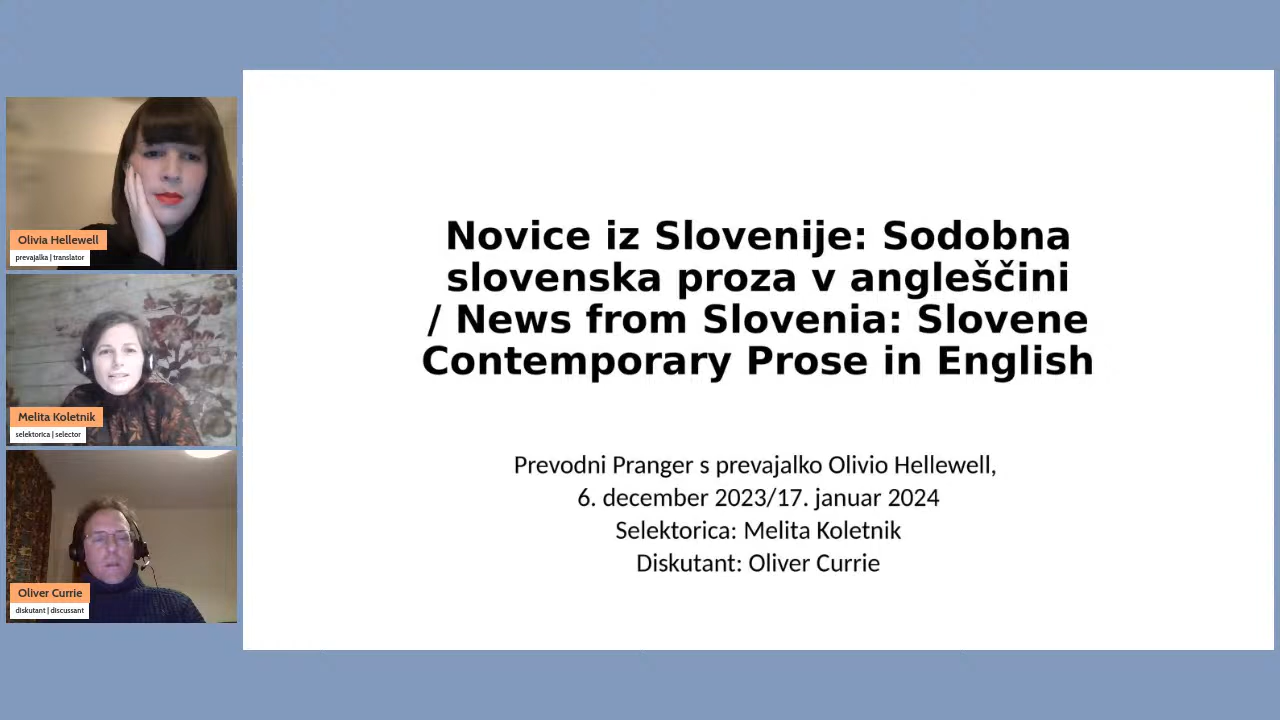 Olivia Hellewell
prevajalka | translator
Melita Koletnik
selektorica | selector
Oliver Currie
diskutant | discussant
Novice iz Slovenije: Sodobna
slovenska proza v angleščini
/ News from Slovenia: Slovene
Contemporary Prose in English
Prevodni Pranger s prevajalko Olivio Hellewell,
6. december 2023/17. januar 2024
Selektorica: Melita Koletnik
Diskutant: Oliver Currie